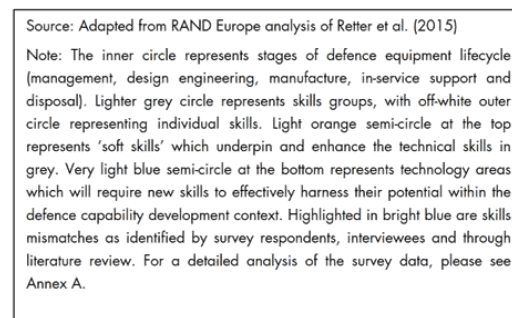 Source: Adapted from RAND Europe analysis of Retter et al. (2015)
Note: The inner circle represents stages of defence equipment lifecycle
(management, design engineering, manufacture, in-service support and
disposal). Lighter grey circle represents skills groups, with off-white outer
circle representing individual skills. Light orange semi-circle at the top
represents ‘soft skills’ which underpin and enhance the technical skills in
grey. Very light blue semi-circle at the bottom represents technology areas
which will require new skills to effectively harness their potential within the
defence capability development context. Highlighted in bright blue are skills
mismatches as identified by survey respondents, interviewees and through
literature review. For a detailed analysis of the survey data, please see
Annex A.